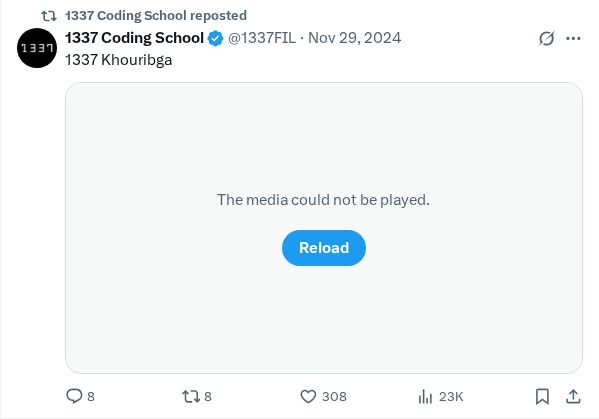 1337 Coding School reposted
1337
1337 Coding School @1337FIL · Nov 29, 2024
1337 Khouribga
The media could not be played.
Reload
8 8 308 23K